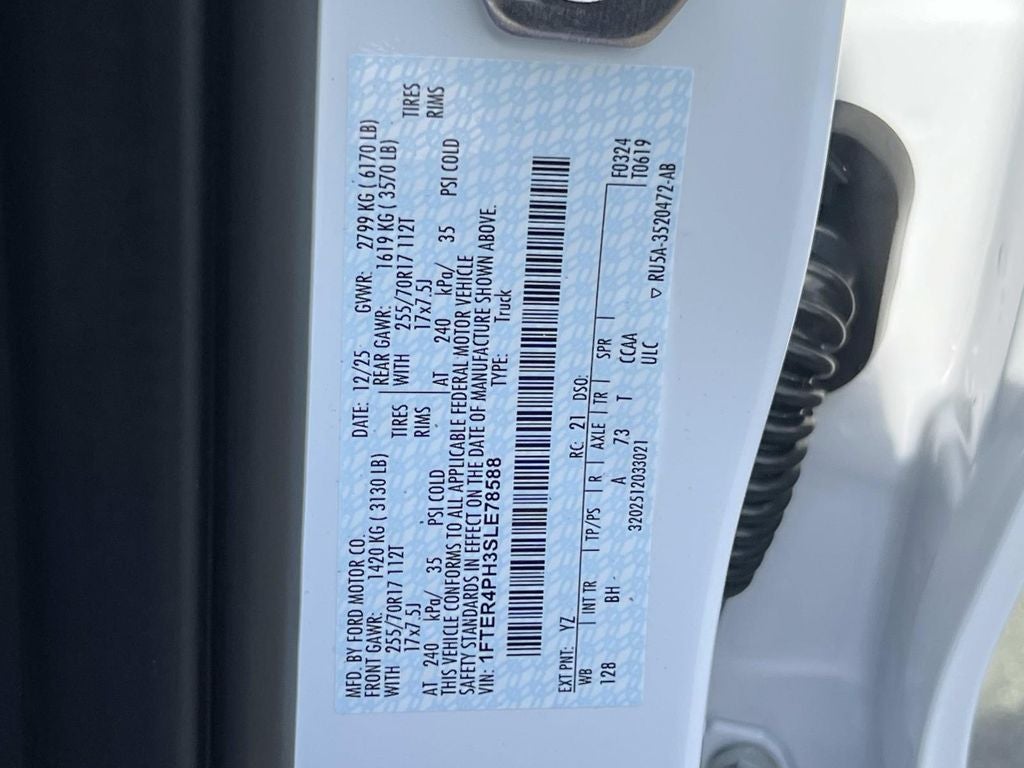 MFD. BY FORD MOTOR CO. DATE: 12/25 GVWR: 2799 KG ( 6170 LB)
FRONT GAWR: 1420 KG ( 3130 LB) REAR GAWR: 1619 KG ( 3570 LB)
WITH 255/70R17 112T TIRES WITH 255/70R17 112T TIRES
17x7.5J RIMS 17x7.5J RIMS
AT 240 kPa/ 35 PSI COLD AT 240 kPa/ 35 PSI COLD
THIS VEHICLE CONFORMS TO ALL APPLICABLE FEDERAL MOTOR VEHICLE
SAFETY STANDARDS IN EFFECT ON THE DATE OF MANUFACTURE SHOWN ABOVE.
VIN: 1FTER4PH3SLE78588 TYPE: Truck
EXT PNT: YZ RC: 21 DSO:
WB INT TR TP/PS R AXLE TR SPR F0324
128 BH A 73 T CCAA T0619
3202512033021 ULC ▽ RU5A-3520472-AB